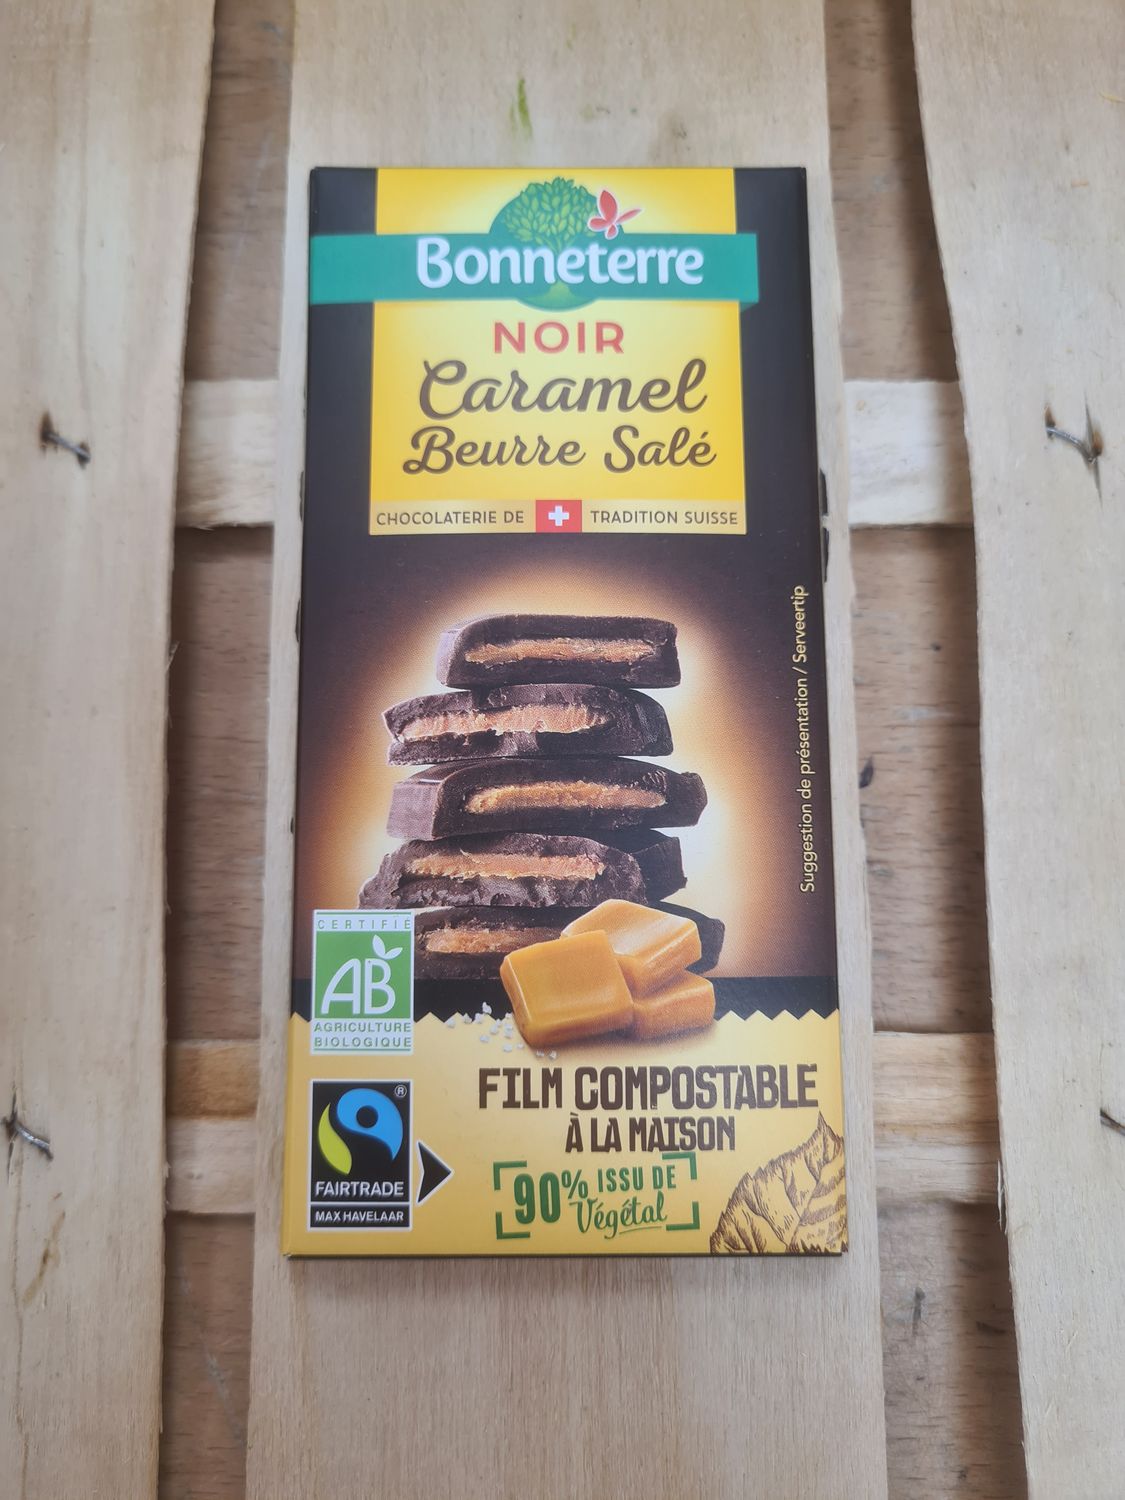 Bonneterre
NOIR
Caramel
Beurre Salé
CHOCOLATERIE DE TRADITION SUISSE
Suggestion de présentation / Serveertip
CERTIFIÉ
AB
AGRICULTURE
BIOLOGIQUE
FILM COMPOSTABLE
À LA MAISON
90% ISSU DE
Végétal
®
FAIRTRADE
MAX HAVELAAR